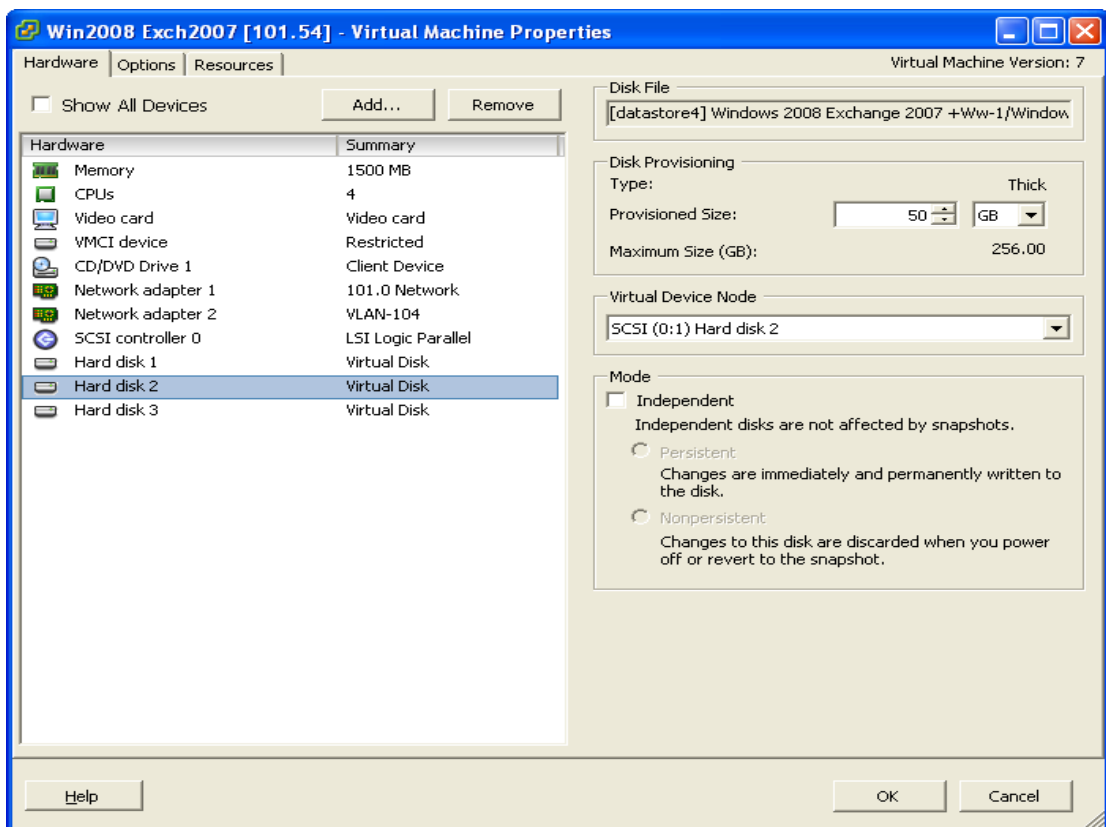 Win2008 Exch2007 [101.54] - Virtual Machine Properties
Hardware Options Resources Virtual Machine Version: 7
Show All Devices Add... Remove
Hardware Summary
Memory 1500 MB
CPUs 4
Video card Video card
VMCI device Restricted
CD/DVD Drive 1 Client Device
Network adapter 1 101.0 Network
Network adapter 2 VLAN-104
SCSI controller 0 LSI Logic Parallel
Hard disk 1 Virtual Disk
Hard disk 2 Virtual Disk
Hard disk 3 Virtual Disk
Disk File
[datastore4] Windows 2008 Exchange 2007 +Ww-1/Window
Disk Provisioning
Type: Thick
Provisioned Size: 50 GB
Maximum Size (GB): 256.00
Virtual Device Node
SCSI (0:1) Hard disk 2
Mode
Independent
Independent disks are not affected by snapshots.
Persistent
Changes are immediately and permanently written to
the disk.
Nonpersistent
Changes to this disk are discarded when you power
off or revert to the snapshot.
Help OK Cancel